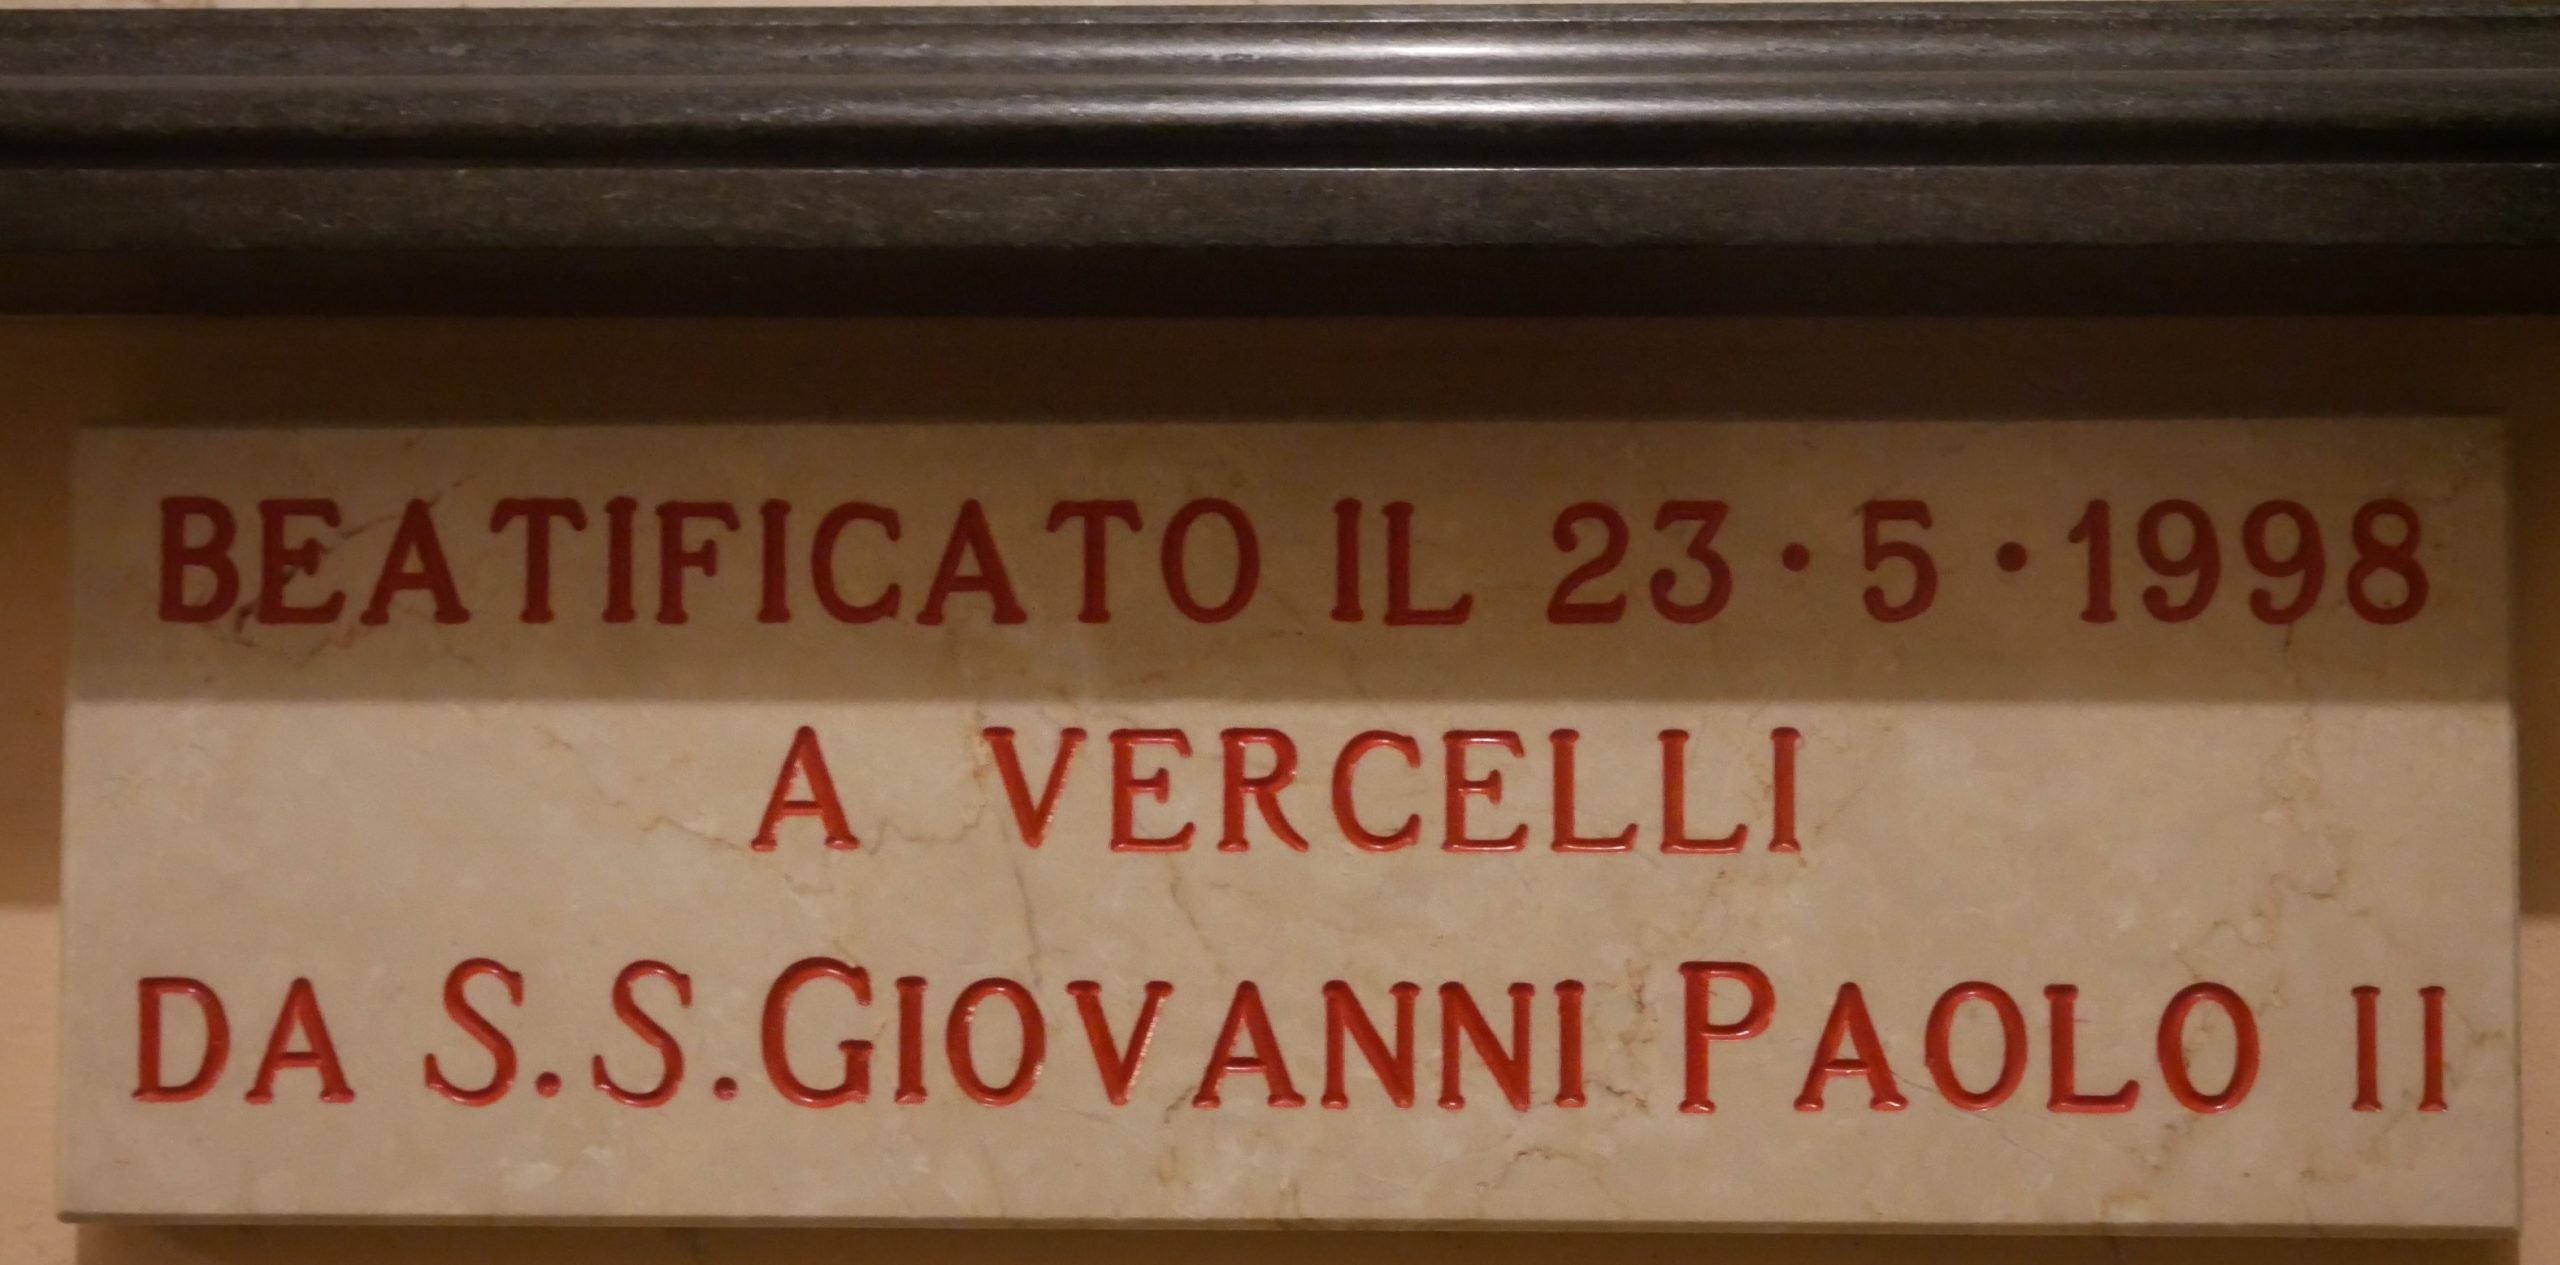 BEATIFICATO IL 23·5·1998
A VERCELLI
DA S.S. GIOVANNI PAOLO II